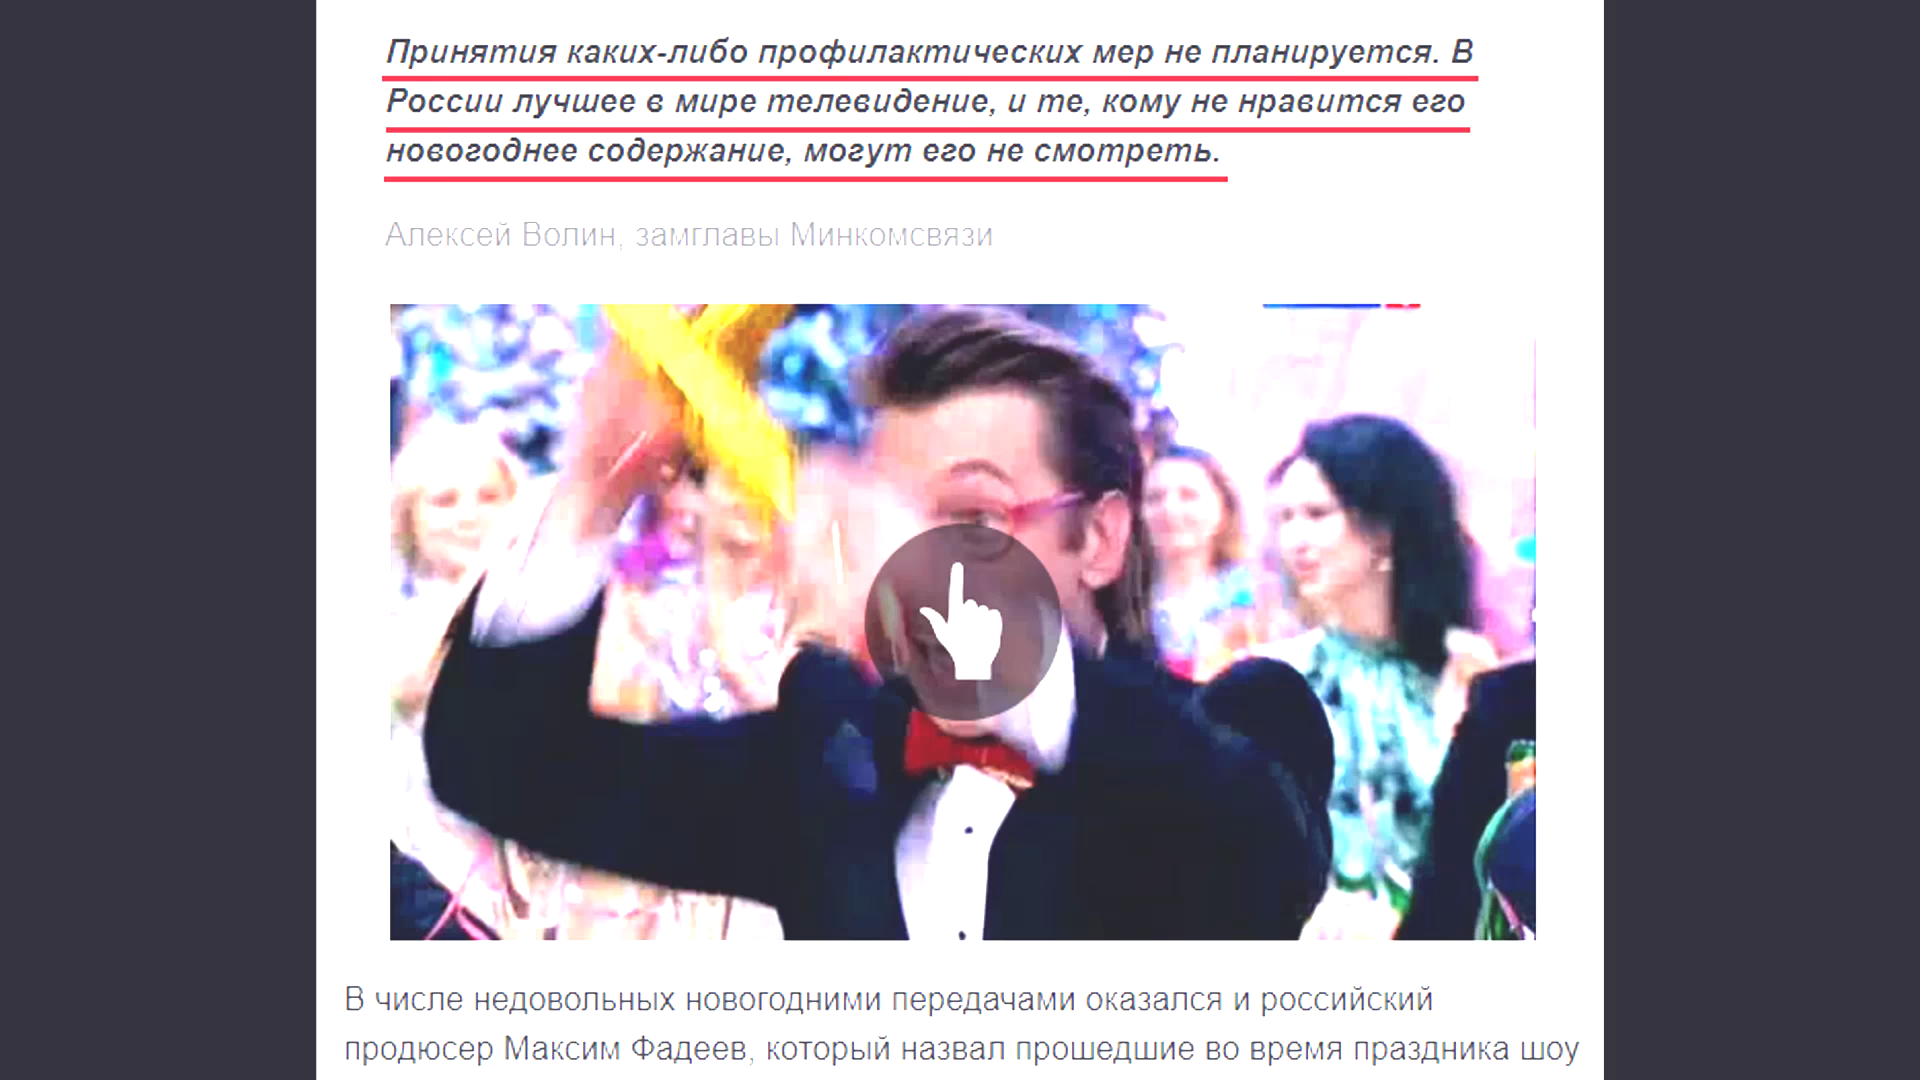 Принятия каких-либо профилактических мер не планируется. В
России лучшее в мире телевидение, и те, кому не нравится его
новогоднее содержание, могут его не смотреть.
Алексей Волин, замглавы Минкомсвязи
В числе недовольных новогодними передачами оказался и российский
продюсер Максим Фадеев, который назвал прошедшие во время праздника шоу